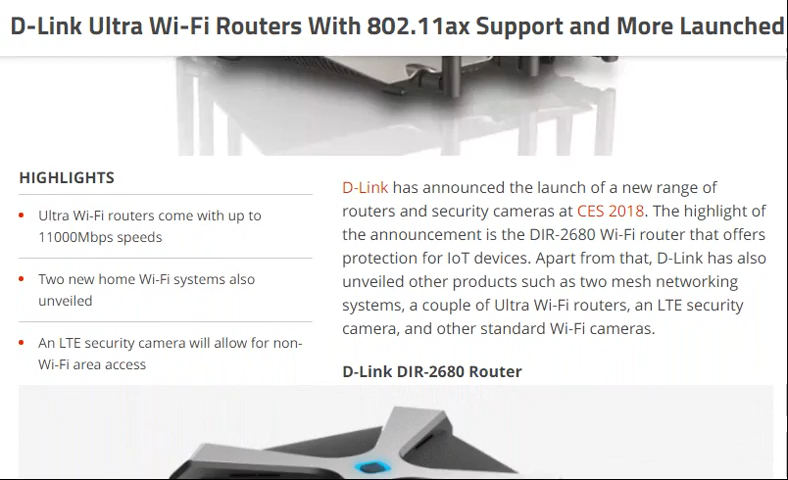 D-Link Ultra Wi-Fi Routers With 802.11ax Support and More Launched
HIGHLIGHTS
Ultra Wi-Fi routers come with up to
11000Mbps speeds
Two new home Wi-Fi systems also
unveiled
An LTE security camera will allow for non-
Wi-Fi area access
D-Link has announced the launch of a new range of
routers and security cameras at CES 2018. The highlight of
the announcement is the DIR-2680 Wi-Fi router that offers
protection for IoT devices. Apart from that, D-Link has also
unveiled other products such as two mesh networking
systems, a couple of Ultra Wi-Fi routers, an LTE security
camera, and other standard Wi-Fi cameras.
D-Link DIR-2680 Router